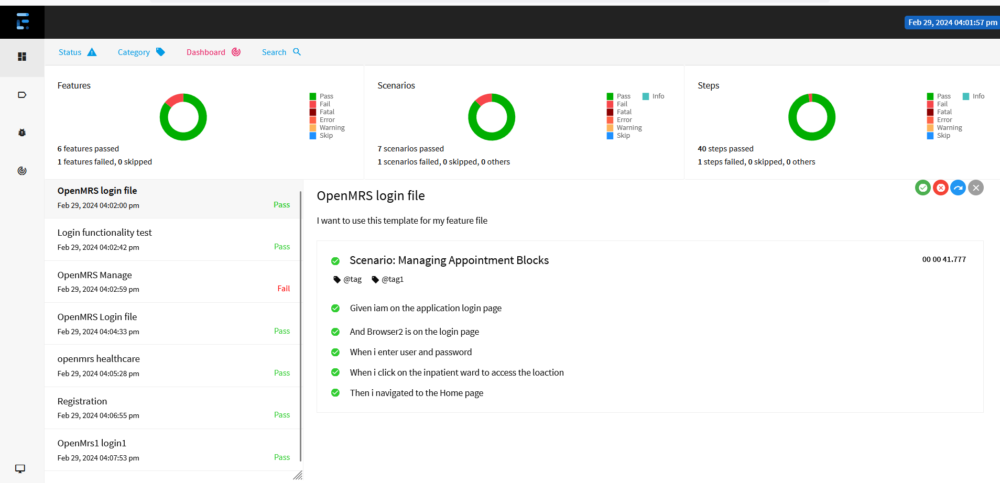 Feb 29, 2024 04:01:57 pm
Status
Category
Dashboard
Search
Features
Pass
Fail
Fatal
Error
Warning
Skip
6 features passed
1 features failed, 0 skipped
Scenarios
Pass
Info
Fail
Fatal
Error
Warning
Skip
7 scenarios passed
1 scenarios failed, 0 skipped, 0 others
Steps
Pass
Info
Fail
Fatal
Error
Warning
Skip
40 steps passed
1 steps failed, 0 skipped, 0 others
OpenMRS login file
Feb 29, 2024 04:02:00 pm
Pass
Login functionality test
Feb 29, 2024 04:02:42 pm
Pass
OpenMRS Manage
Feb 29, 2024 04:02:59 pm
Fail
OpenMRS Login file
Feb 29, 2024 04:04:33 pm
Pass
openmrs healthcare
Feb 29, 2024 04:05:28 pm
Pass
Registration
Feb 29, 2024 04:06:55 pm
Pass
OpenMrs1 login1
Feb 29, 2024 04:07:53 pm
Pass
OpenMRS login file
I want to use this template for my feature file
Scenario: Managing Appointment Blocks
00 00 41.777
@tag @tag1
Given iam on the application login page
And Browser2 is on the login page
When i enter user and password
When i click on the inpatient ward to access the loaction
Then i navigated to the Home page